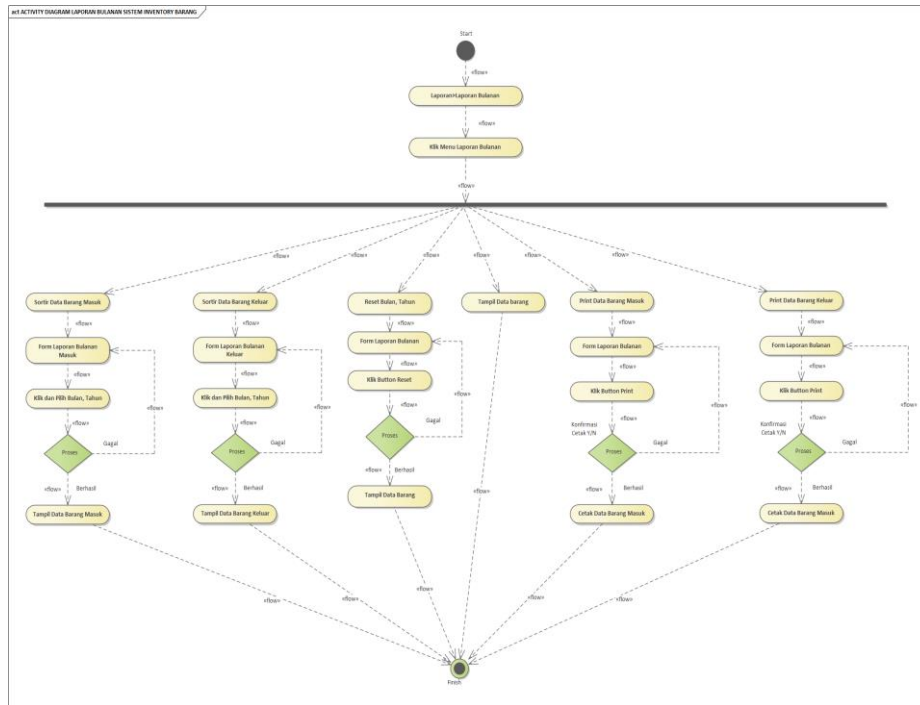 act ACTIVITY DIAGRAM LAPORAN BULANAN SISTEM INVENTORY BARANG
Start
«flow»
Laporan>Laporan Bulanan
«flow»
Klik Menu Laporan Bulanan
«flow»
«flow»
«flow»
«flow»
«flow»
«flow»
«flow»
Sortir Data Barang Masuk
«flow»
Form Laporan Bulanan
Masuk
«flow»
Klik dan Pilih Bulan, Tahun
«flow»
«flow»
Proses
Gagal
«flow»
Berhasil
Tampil Data Barang Masuk
«flow»
Sortir Data Barang Keluar
«flow»
Form Laporan Bulanan
Keluar
«flow»
Klik dan Pilih Bulan, Tahun
«flow»
«flow»
Proses
Gagal
«flow»
Berhasil
Tampil Data Barang Keluar
«flow»
Reset Bulan, Tahun
«flow»
Form Laporan Bulanan
«flow»
Klik Button Reset
«flow»
«flow»
Proses
Gagal
«flow»
Berhasil
Tampil Data Barang
«flow»
Tampil Data barang
«flow»
Print Data Barang Masuk
«flow»
Form Laporan Bulanan
«flow»
Klik Button Print
«flow»
«flow»
Konfirmasi
Cetak Y/N
Proses
Gagal
«flow»
Berhasil
Cetak Data Barang Masuk
«flow»
Print Data Barang Keluar
«flow»
Form Laporan Bulanan
«flow»
Klik Button Print
«flow»
«flow»
Konfirmasi
Cetak Y/N
Proses
Gagal
«flow»
Berhasil
Cetak Data Barang Masuk
«flow»
Finish